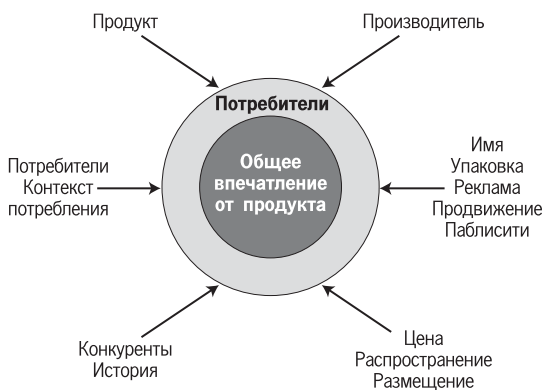 Продукт
Производитель
Потребители
Общее
впечатление
от продукта
Потребители
Контекст
потребления
Имя
Упаковка
Реклама
Продвижение
Паблисити
Конкуренты
История
Цена
Распространение
Размещение